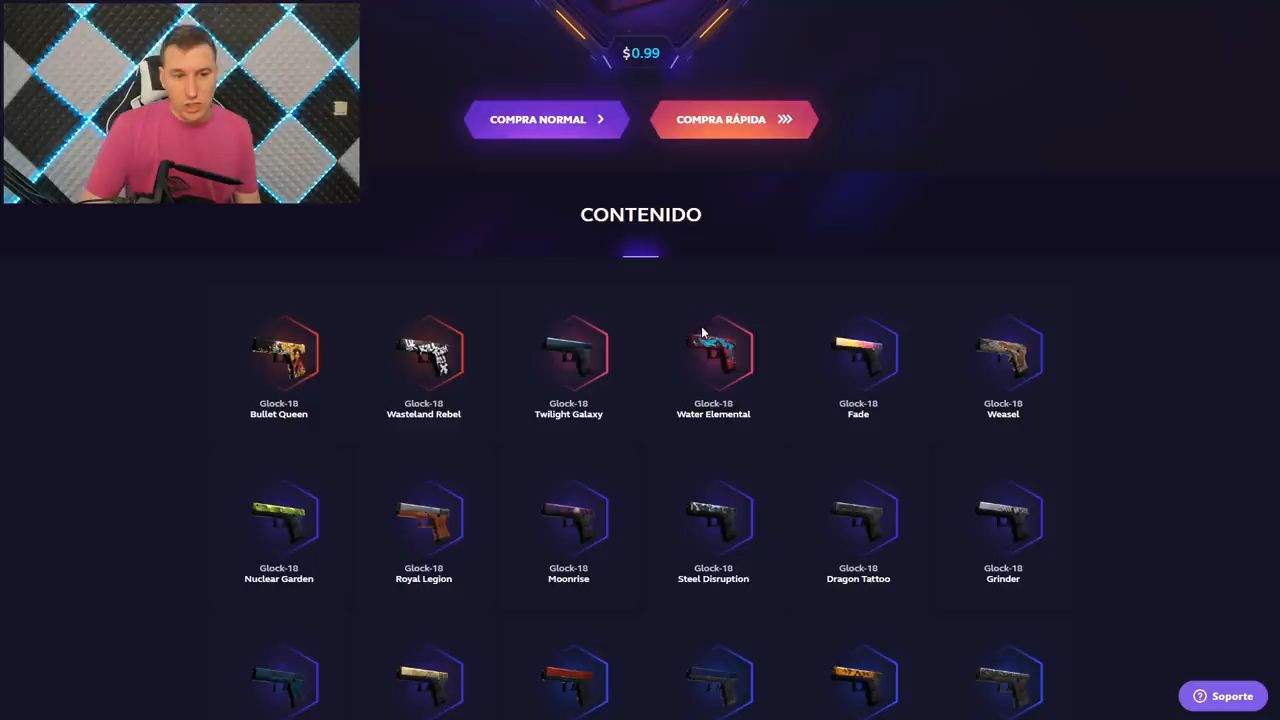 $0.99
COMPRA NORMAL
COMPRA RÁPIDA
CONTENIDO
Glock-18
Bullet Queen
Glock-18
Wasteland Rebel
Glock-18
Twilight Galaxy
Glock-18
Water Elemental
Glock-18
Fade
Glock-18
Weasel
Glock-18
Nuclear Garden
Glock-18
Royal Legion
Glock-18
Moonrise
Glock-18
Steel Disruption
Glock-18
Dragon Tattoo
Glock-18
Grinder
Soporte